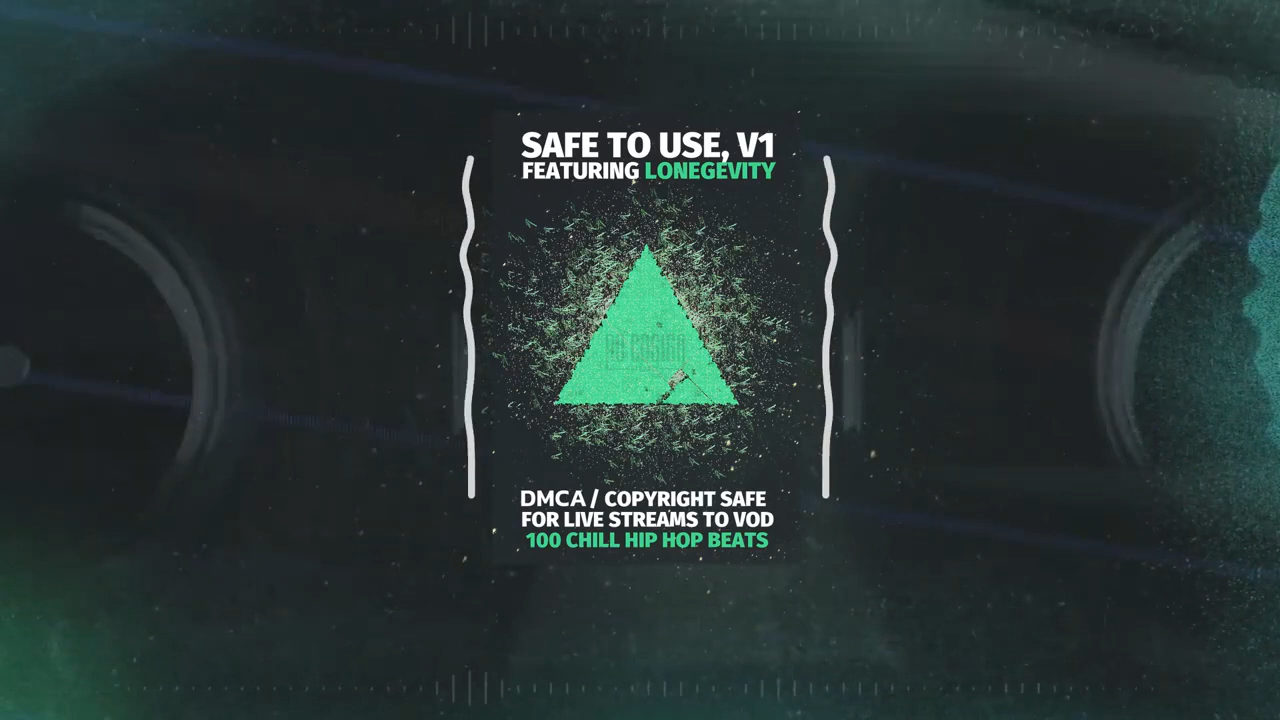 SAFE TO USE, V1
FEATURING LONEGEVITY
DMCA / COPYRIGHT SAFE
FOR LIVE STREAMS TO VOD
100 CHILL HIP HOP BEATS